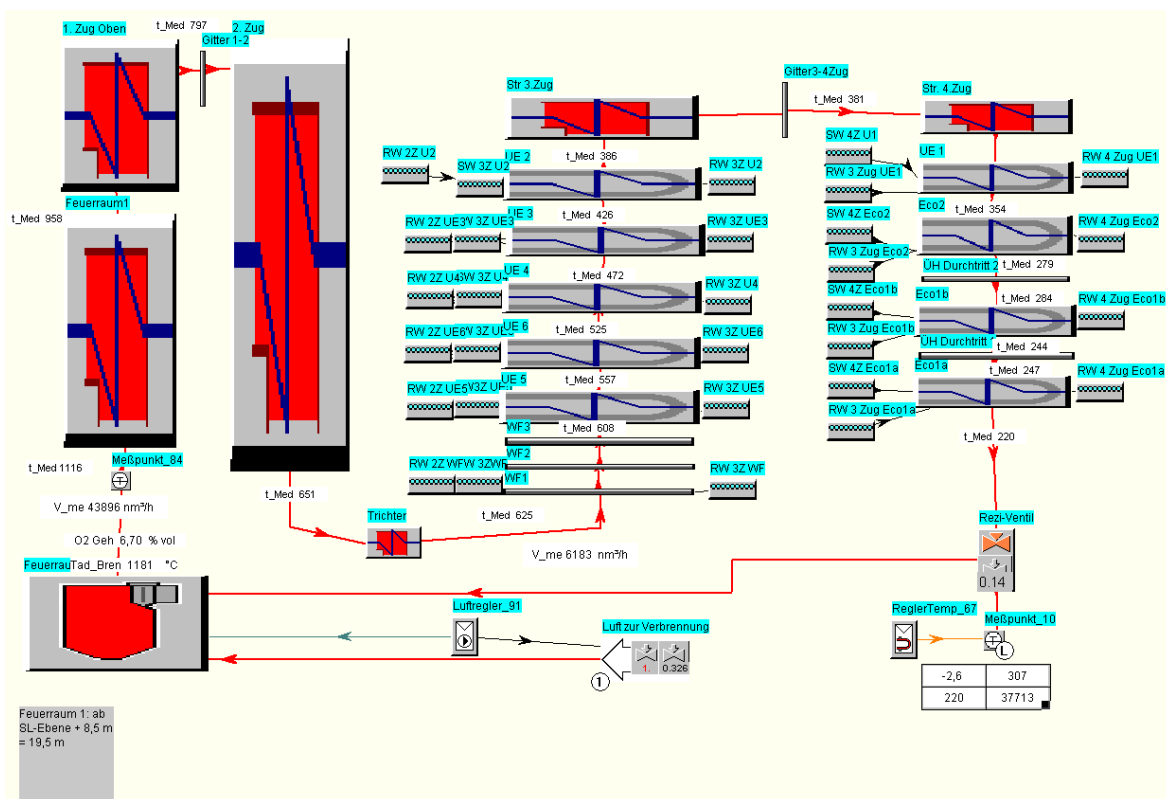 1. Zug Oben
t_Med 797
2. Zug
Gitter 1-2
Feuerraum1
t_Med 958
t_Med 1116
Meßpunkt_84
V_me 43896 nm³/h
O2 Geh 6,70 % vol
Tad_Bren 1181 °C
Feuerrau
t_Med 651
Trichter
t_Med 625
V_me 6183 nm³/h
Str 3.Zug
Gitter3-4Zug
t_Med 381
Str. 4.Zug
t_Med 386
RW 2Z U2
SW 3Z U2
UE 2
RW 3Z U2
t_Med 426
RW 2Z UE3
SW 3Z UE3
UE 3
RW 3Z UE3
t_Med 472
RW 2Z U4
SW 3Z U4
UE 4
RW 3Z U4
t_Med 525
RW 2Z UE6
UE 6
RW 3Z UE6
t_Med 557
RW 2Z UE5
UE 5
RW 3Z UE5
t_Med 608
WF3
WF2
WF1
RW 2Z WF
RW 3Z WF
SW 4Z U1
UE 1
RW 3 Zug UE1
RW 4 Zug UE1
t_Med 354
SW 4Z Eco2
Eco2
RW 3 Zug Eco2
RW 4 Zug Eco2
ÜH Durchtritt 2
t_Med 279
SW 4Z Eco1b
Eco1b
t_Med 284
RW 4 Zug Eco1b
RW 3 Zug Eco1b
ÜH Durchtritt
t_Med 244
SW 4Z Eco1a
Eco1a
t_Med 247
RW 4 Zug Eco1a
RW 3 Zug Eco1a
t_Med 220
Rezi-Ventil
0.14
ReglerTemp_67
Meßpunkt_10
L
-2,6 307
220 37713
Luftregler_91
Luft zur Verbrennung
1. 0.326
1
Feuerraum 1: ab
SL-Ebene + 8,5 m
= 19,5 m